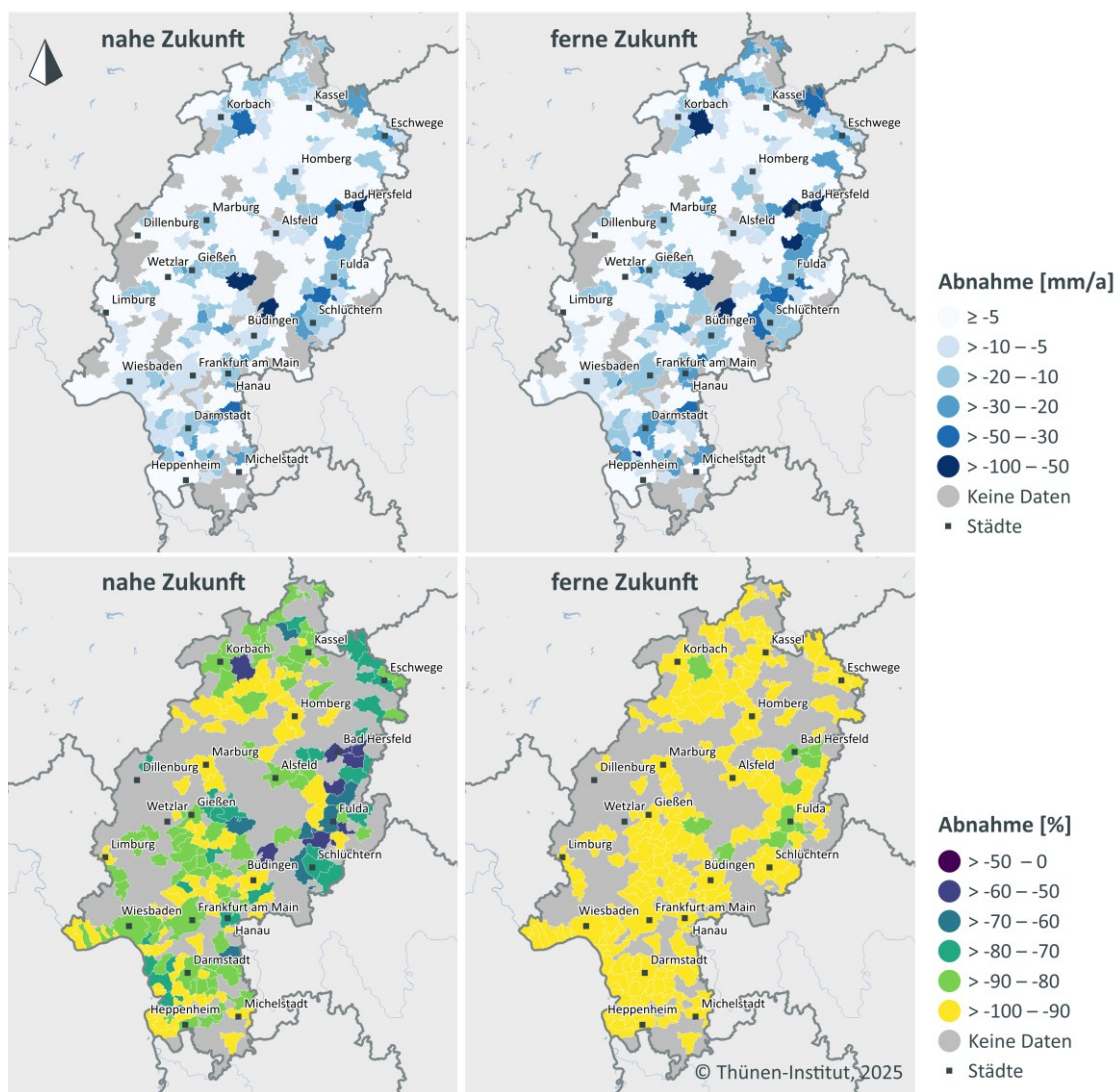 nahe Zukunft
Korbach
Kassel
Eschwege
Homberg
Bad Hersfeld
Marburg
Dillenburg
Alsfeld
Wetzlar
Gießen
Fulda
Limburg
Büdingen
Schlüchtern
Wiesbaden
Frankfurt am Main
Hanau
Darmstadt
Heppenheim
Michelstadt
ferne Zukunft
Korbach
Kassel
Eschwege
Homberg
Bad Hersfeld
Marburg
Dillenburg
Alsfeld
Wetzlar
Gießen
Fulda
Limburg
Büdingen
Schlüchtern
Wiesbaden
Frankfurt am Main
Hanau
Darmstadt
Heppenheim
Michelstadt
Abnahme [mm/a]
≥ -5
> -10 – -5
> -20 – -10
> -30 – -20
> -50 – -30
> -100 – -50
Keine Daten
Städte
nahe Zukunft
Korbach
Kassel
Eschwege
Homberg
Bad Hersfeld
Marburg
Dillenburg
Alsfeld
Wetzlar
Gießen
Fulda
Limburg
Büdingen
Schlüchtern
Wiesbaden
Frankfurt am Main
Hanau
Darmstadt
Heppenheim
Michelstadt
ferne Zukunft
Korbach
Kassel
Eschwege
Homberg
Bad Hersfeld
Marburg
Dillenburg
Alsfeld
Wetzlar
Gießen
Fulda
Limburg
Büdingen
Schlüchtern
Wiesbaden
Frankfurt am Main
Hanau
Darmstadt
Heppenheim
Michelstadt
© Thünen-Institut, 2025
Abnahme [%]
> -50 – 0
> -60 – -50
> -70 – -60
> -80 – -70
> -90 – -80
> -100 – -90
Keine Daten
Städte